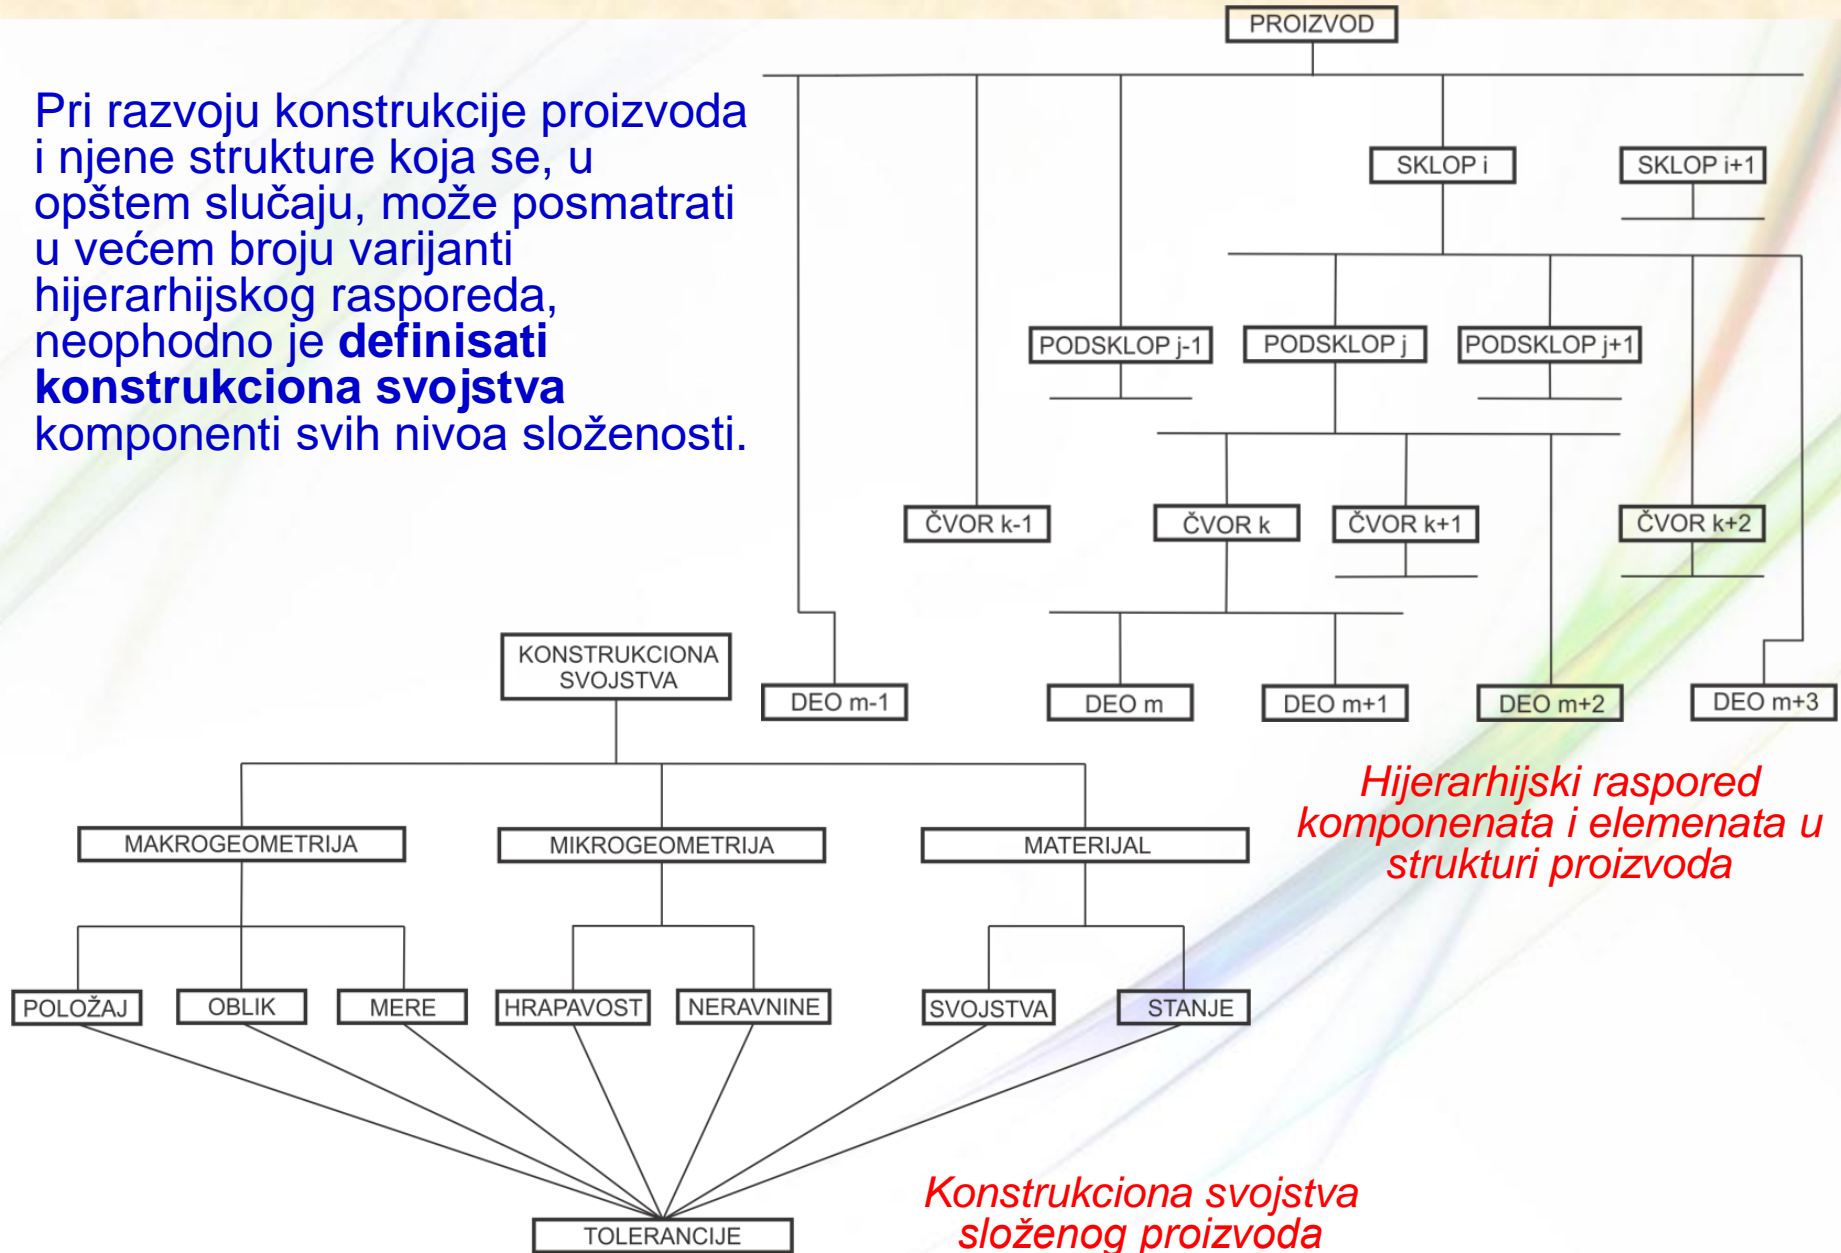 Pri razvoju konstrukcije proizvoda
i njene strukture koja se, u
opštem slučaju, može posmatrati
u većem broju varijanti
hijerarhijskog rasporeda,
neophodno je definisati
konstrukciona svojstva
komponenti svih nivoa složenosti.
PROIZVOD
SKLOP i
SKLOP i+1
PODSKLOP j-1
PODSKLOP j
PODSKLOP j+1
ČVOR k-1
ČVOR k
ČVOR k+1
ČVOR k+2
DEO m-1
DEO m
DEO m+1
DEO m+2
DEO m+3
Hijerarhijski raspored
komponenata i elemenata u
strukturi proizvoda
KONSTRUKCIONA
SVOJSTVA
MAKROGEOMETRIJA
MIKROGEOMETRIJA
MATERIJAL
POLOŽAJ
OBLIK
MERE
HRAPAVOST
NERAVNINE
SVOJSTVA
STANJE
TOLERANCIJE
Konstrukciona svojstva
složenog proizvoda